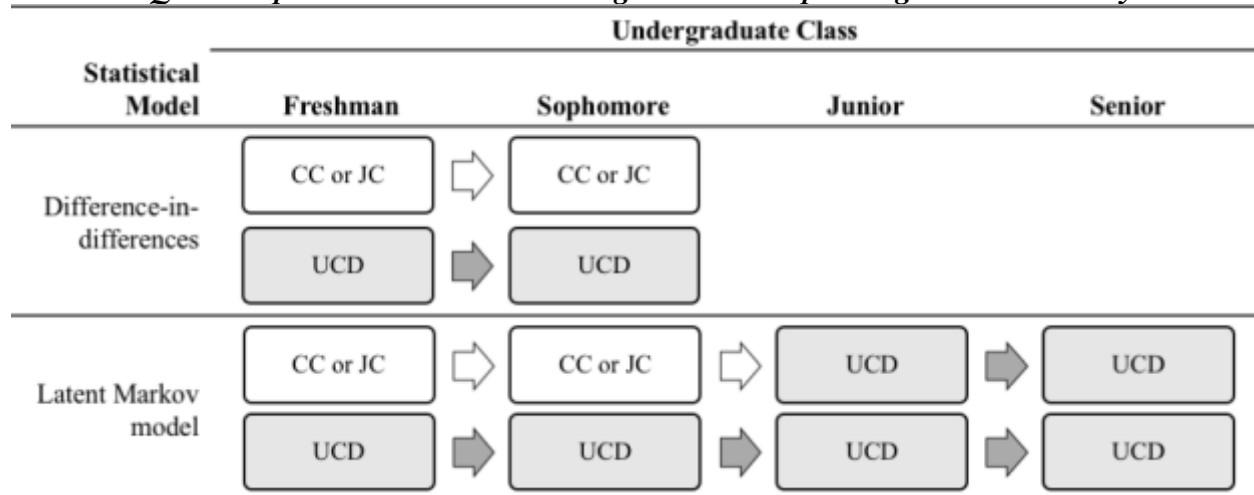 Undergraduate Class
Statistical
Model Freshman Sophomore Junior Senior
CC or JC CC or JC
Difference-in-
differences
UCD UCD
CC or JC CC or JC UCD UCD
Latent Markov
model
UCD UCD UCD UCD